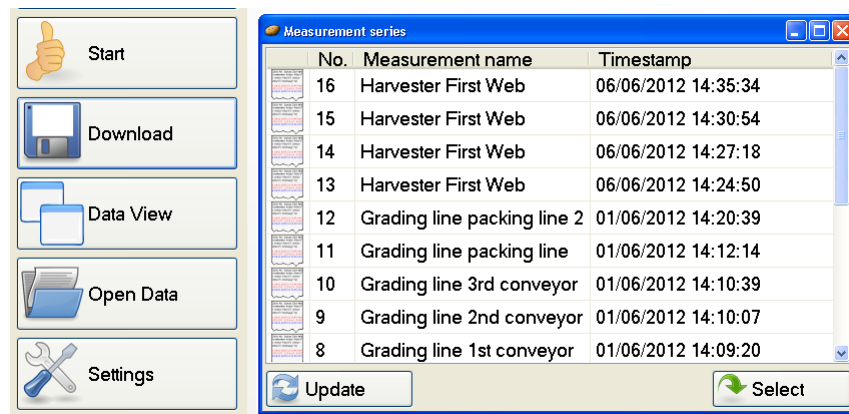 Start
Download
Data View
Open Data
Settings
Measurement series
No. Measurement name Timestamp
16 Harvester First Web 06/06/2012 14:35:34
15 Harvester First Web 06/06/2012 14:30:54
14 Harvester First Web 06/06/2012 14:27:18
13 Harvester First Web 06/06/2012 14:24:50
12 Grading line packing line 2 01/06/2012 14:20:39
11 Grading line packing line 01/06/2012 14:12:14
10 Grading line 3rd conveyor 01/06/2012 14:10:39
9 Grading line 2nd conveyor 01/06/2012 14:10:07
8 Grading line 1st conveyor 01/06/2012 14:09:20
Update Select